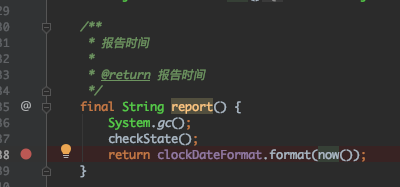 /**
* 报告时间
*
* @return 报告时间
*/
@ final String report() {
System.gc();
checkState();
return clockDateFormat.format(now());
}